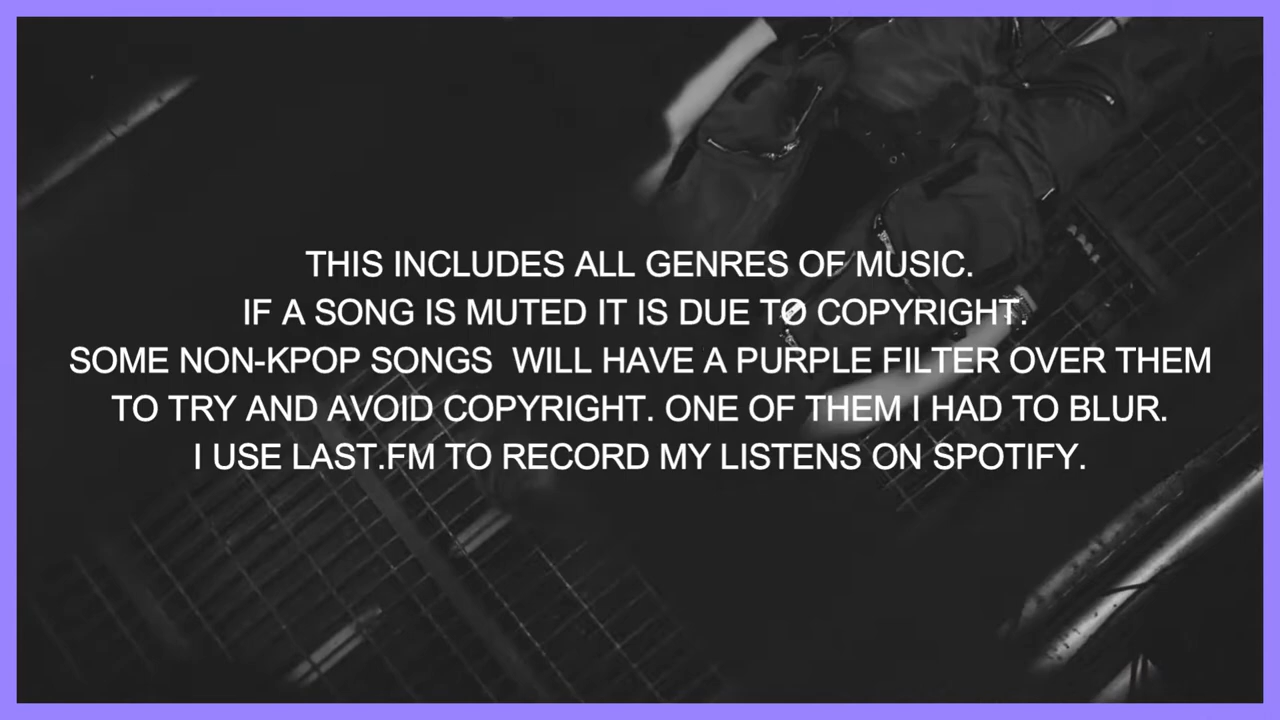 THIS INCLUDES ALL GENRES OF MUSIC.
IF A SONG IS MUTED IT IS DUE TO COPYRIGHT.
SOME NON-KPOP SONGS  WILL HAVE A PURPLE FILTER OVER THEM
TO TRY AND AVOID COPYRIGHT. ONE OF THEM I HAD TO BLUR.
I USE LAST.FM TO RECORD MY LISTENS ON SPOTIFY.